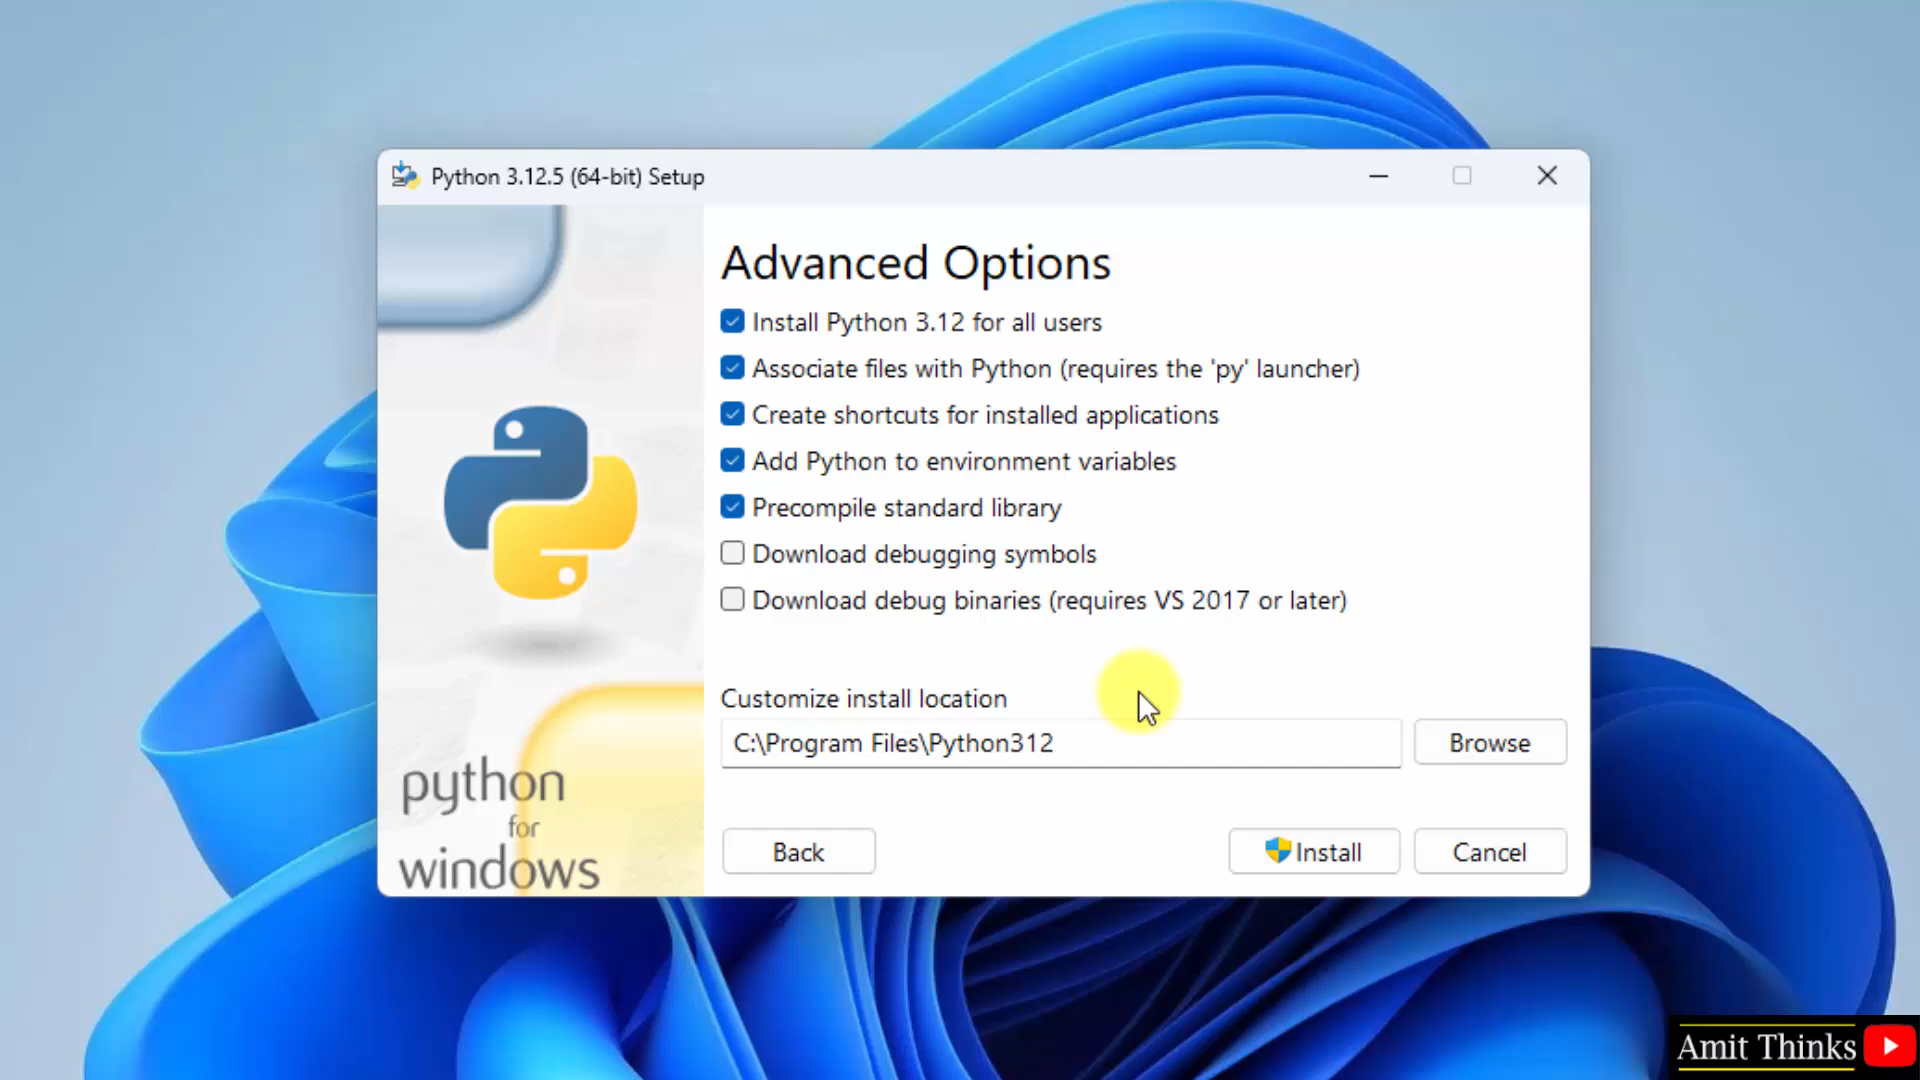 Python 3.12.5 (64-bit) Setup
Advanced Options
Install Python 3.12 for all users
Associate files with Python (requires the 'py' launcher)
Create shortcuts for installed applications
Add Python to environment variables
Precompile standard library
Download debugging symbols
Download debug binaries (requires VS 2017 or later)
Customize install location
C:\Program Files\Python312
Browse
python
for
windows
Back
Install
Cancel
Amit Thinks